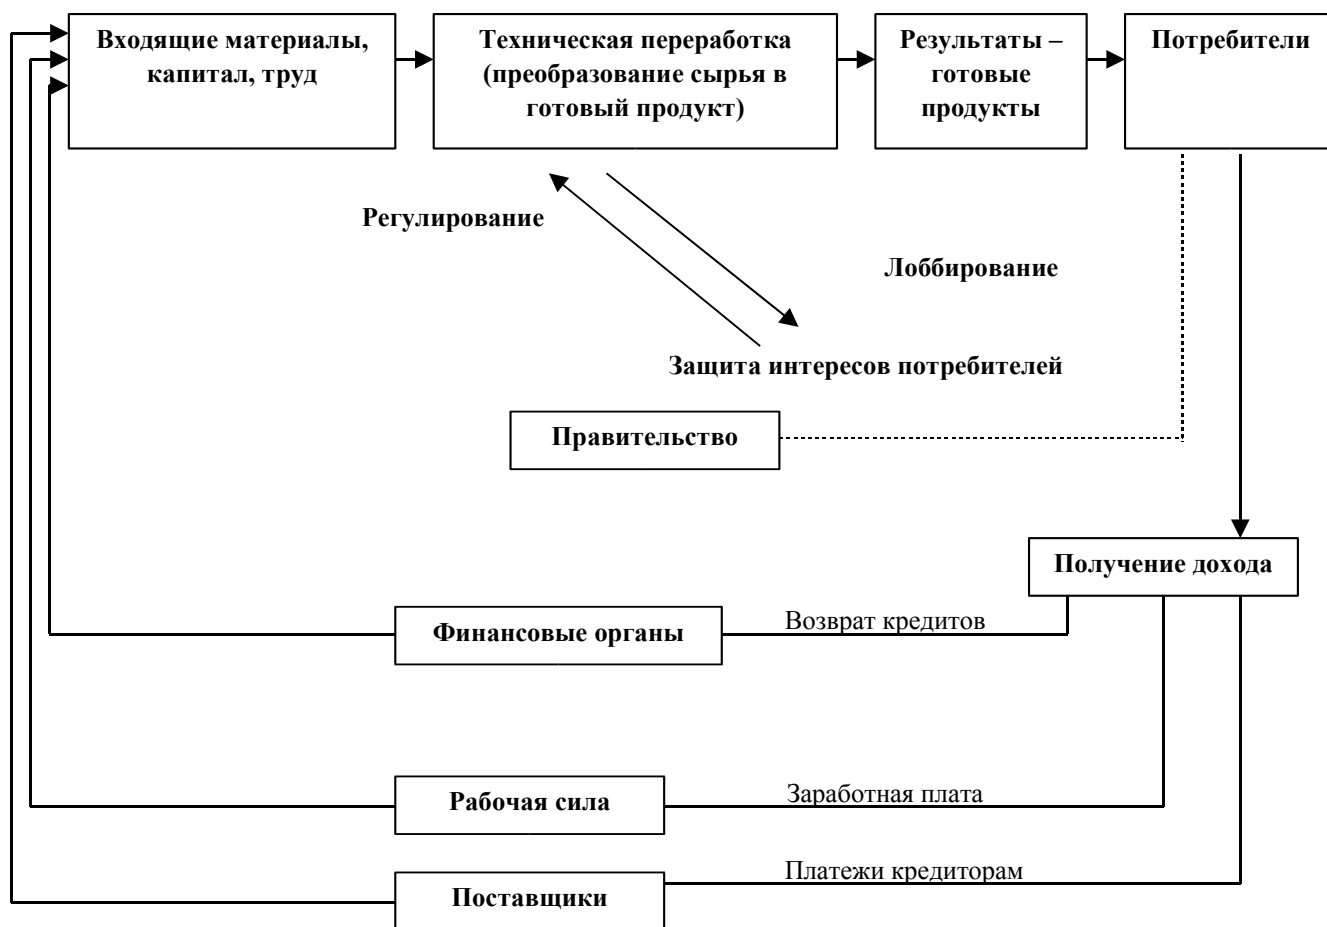 Входящие материалы,
капитал, труд
Техническая переработка
(преобразование сырья в
готовый продукт)
Результаты –
готовые
продукты
Потребители
Регулирование
Лоббирование
Защита интересов потребителей
Правительство
Получение дохода
Финансовые органы
Возврат кредитов
Рабочая сила
Заработная плата
Поставщики
Платежи кредиторам